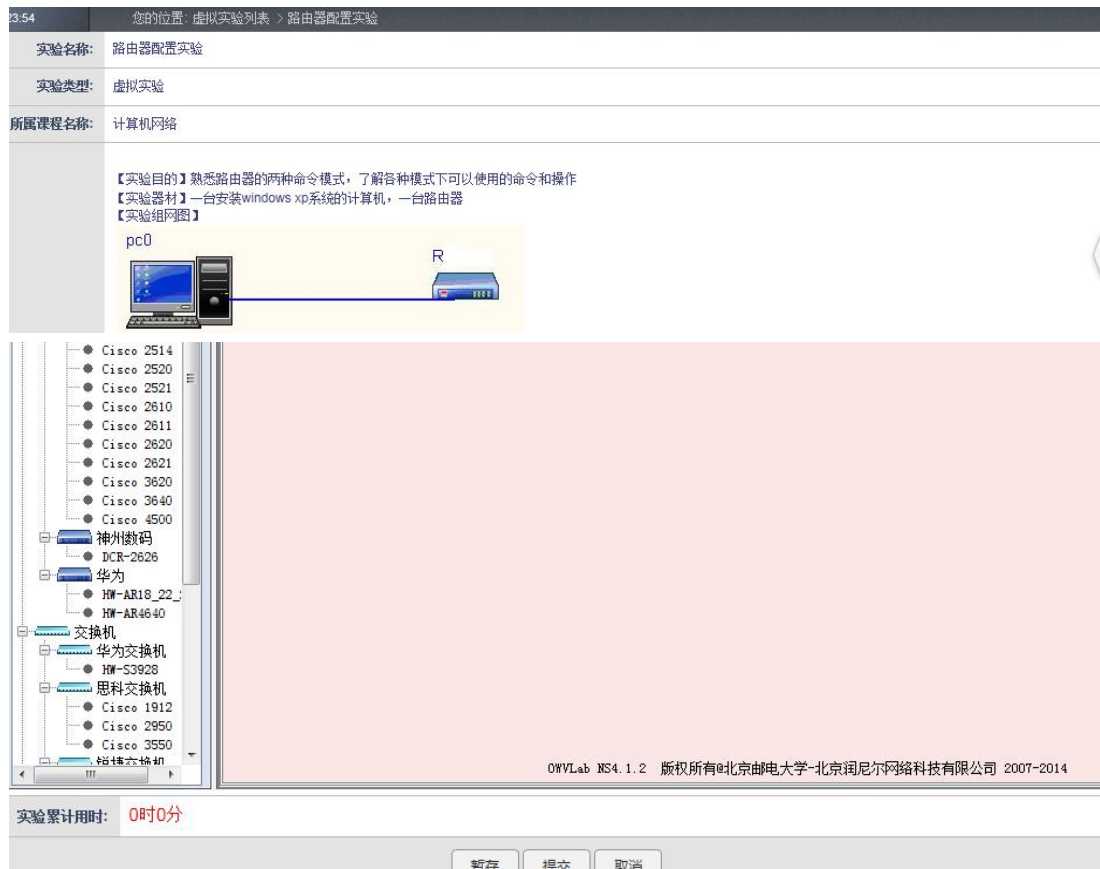 23:54 您的位置: 虚拟实验列表 > 路由器配置实验
实验名称: 路由器配置实验
实验类型: 虚拟实验
所属课程名称: 计算机网络
【实验目的】熟悉路由器的两种命令模式，了解各种模式下可以使用的命令和操作
【实验器材】一台安装windows xp系统的计算机，一台路由器
【实验组网图】
pc0
R
Cisco 2514
Cisco 2520
Cisco 2521
Cisco 2610
Cisco 2611
Cisco 2620
Cisco 2621
Cisco 3620
Cisco 3640
Cisco 4500
神州数码
DCR-2626
华为
HW-AR18_22_
HW-AR4640
交换机
华为交换机
HW-S3928
思科交换机
Cisco 1912
Cisco 2950
Cisco 3550
锐捷交换机
OWVLab NS4.1.2 版权所有@北京邮电大学-北京润尼尔网络科技有限公司 2007-2014
实验累计用时: 0时0分
暂存 提交 取消